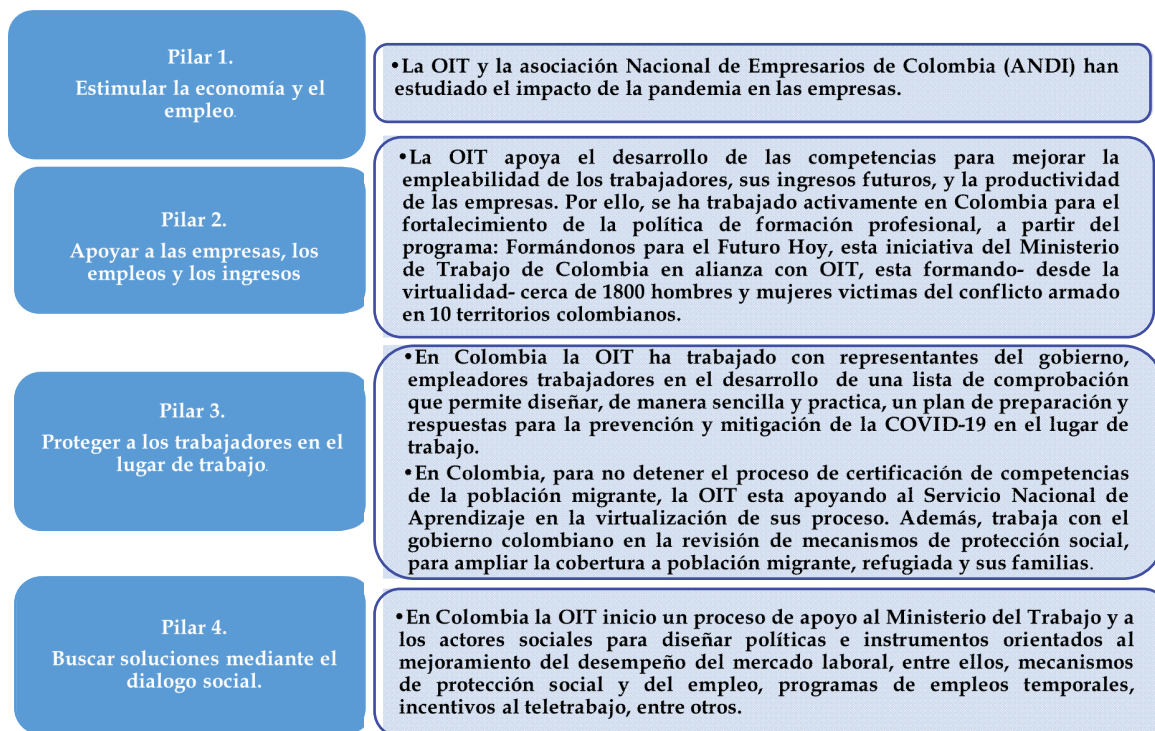 Pilar 1.
Estimular la economía y el
empleo.
•La OIT y la asociación Nacional de Empresarios de Colombia (ANDI) han
estudiado el impacto de la pandemia en las empresas.
Pilar 2.
Apoyar a las empresas, los
empleos y los ingresos
•La OIT apoya el desarrollo de las competencias para mejorar la
empleabilidad de los trabajadores, sus ingresos futuros, y la productividad
de las empresas. Por ello, se ha trabajado activamente en Colombia para el
fortalecimiento de la política de formación profesional, a partir del
programa: Formándonos para el Futuro Hoy, esta iniciativa del Ministerio
de Trabajo de Colombia en alianza con OIT, esta formando- desde la
virtualidad- cerca de 1800 hombres y mujeres victimas del conflicto armado
en 10 territorios colombianos.
Pilar 3.
Proteger a los trabajadores en el
lugar de trabajo.
•En Colombia la OIT ha trabajado con representantes del gobierno,
empleadores trabajadores en el desarrollo de una lista de comprobación
que permite diseñar, de manera sencilla y practica, un plan de preparación y
respuestas para la prevención y mitigación de la COVID-19 en el lugar de
trabajo.
•En Colombia, para no detener el proceso de certificación de competencias
de la población migrante, la OIT esta apoyando al Servicio Nacional de
Aprendizaje en la virtualización de sus proceso. Además, trabaja con el
gobierno colombiano en la revisión de mecanismos de protección social,
para ampliar la cobertura a población migrante, refugiada y sus familias.
Pilar 4.
Buscar soluciones mediante el
dialogo social.
•En Colombia la OIT inicio un proceso de apoyo al Ministerio del Trabajo y a
los actores sociales para diseñar políticas e instrumentos orientados al
mejoramiento del desempeño del mercado laboral, entre ellos, mecanismos
de protección social y del empleo, programas de empleos temporales,
incentivos al teletrabajo, entre otros.